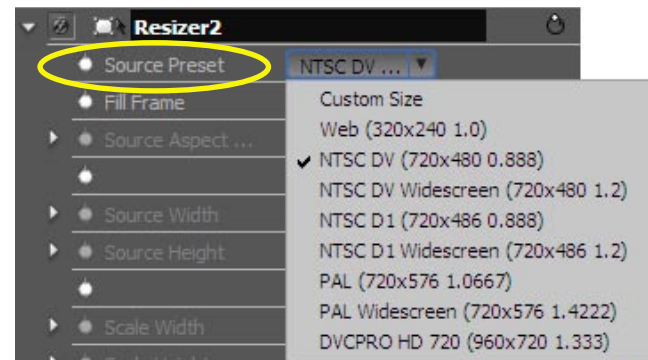 Resizer2
Source Preset
NTSC DV ...
Fill Frame
Source Aspect ...
Source Width
Source Height
Scale Width
Custom Size
Web (320x240 1.0)
NTSC DV (720x480 0.888)
NTSC DV Widescreen (720x480 1.2)
NTSC D1 (720x486 0.888)
NTSC D1 Widescreen (720x486 1.2)
PAL (720x576 1.0667)
PAL Widescreen (720x576 1.4222)
DVCPRO HD 720 (960x720 1.333)